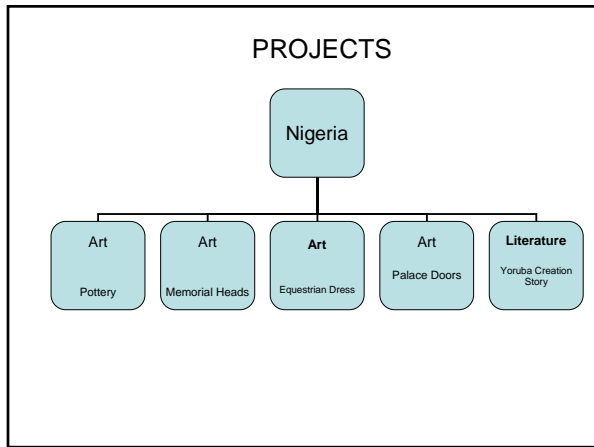 PROJECTS
Nigeria
Art
Pottery
Art
Memorial Heads
Art
Equestrian Dress
Art
Palace Doors
Literature
Yoruba Creation
Story